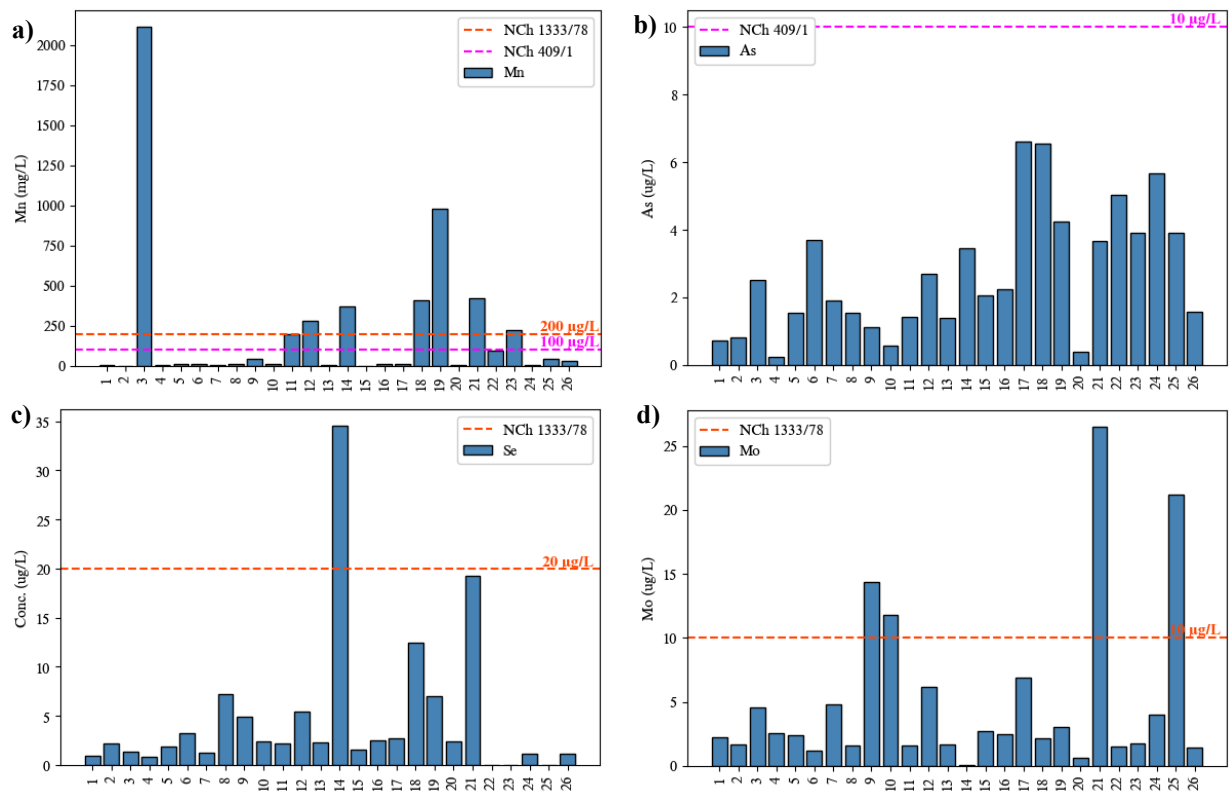 a)
NCh 1333/78
NCh 409/1
Mn
Mn (mg/L)
2000
1750
1500
1250
1000
750
500
250
0
200 µg/L
100 µg/L
1 2 3 4 5 6 7 8 9 10 11 12 13 14 15 16 17 18 19 20 21 22 23 24 25 26
b)
10 µg/L
NCh 409/1
As
As (ug/L)
10
8
6
4
2
0
1 2 3 4 5 6 7 8 9 10 11 12 13 14 15 16 17 18 19 20 21 22 23 24 25 26
c)
NCh 1333/78
Se
Conc. (ug/L)
35
30
25
20
15
10
5
0
20 µg/L
1 2 3 4 5 6 7 8 9 10 11 12 13 14 15 16 17 18 19 20 21 22 23 24 25 26
d)
NCh 1333/78
Mo
Mo (ug/L)
25
20
15
10
5
0
10 µg/L
1 2 3 4 5 6 7 8 9 10 11 12 13 14 15 16 17 18 19 20 21 22 23 24 25 26